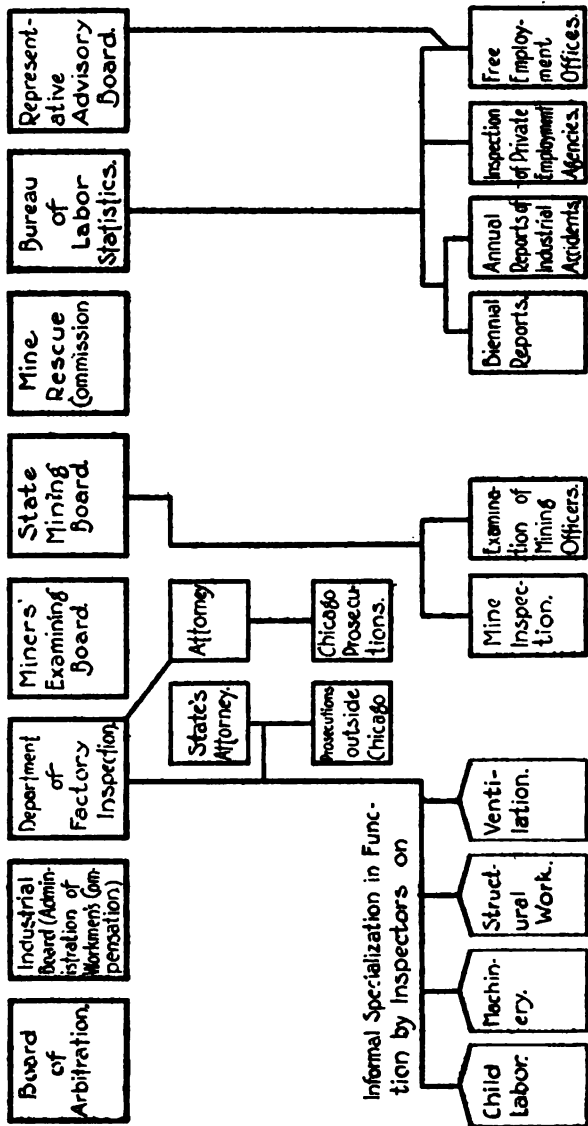 Board
of
Arbitration.
Industrial
Board (Admin-
istration of
Workmen's Com-
pensation)
Department
of
Factory
Inspection.
Miners'
Examining
Board
State
Mining
Board.
Mine
Rescue
Commission
Bureau
of
Labor
Statistics.
Represent-
ative
Advisory
Board.
State's
Attorney.
Attorney
Prosecutions
outside
Chicago
Chicago
Prosecu-
tions.
Informal Specialization in Func-
tion by Inspectors on
Child
Labor.
Machin-
ery.
Struct-
ural
Work.
Venti-
lation.
Mine
Inspec-
tion.
Examina-
tion of
Mining
Officers.
Biennial
Reports.
Annual
Reports of
Industrial
Accidents.
Inspection
of Private
Employment
Agencies.
Free
Employ-
ment
Offices.